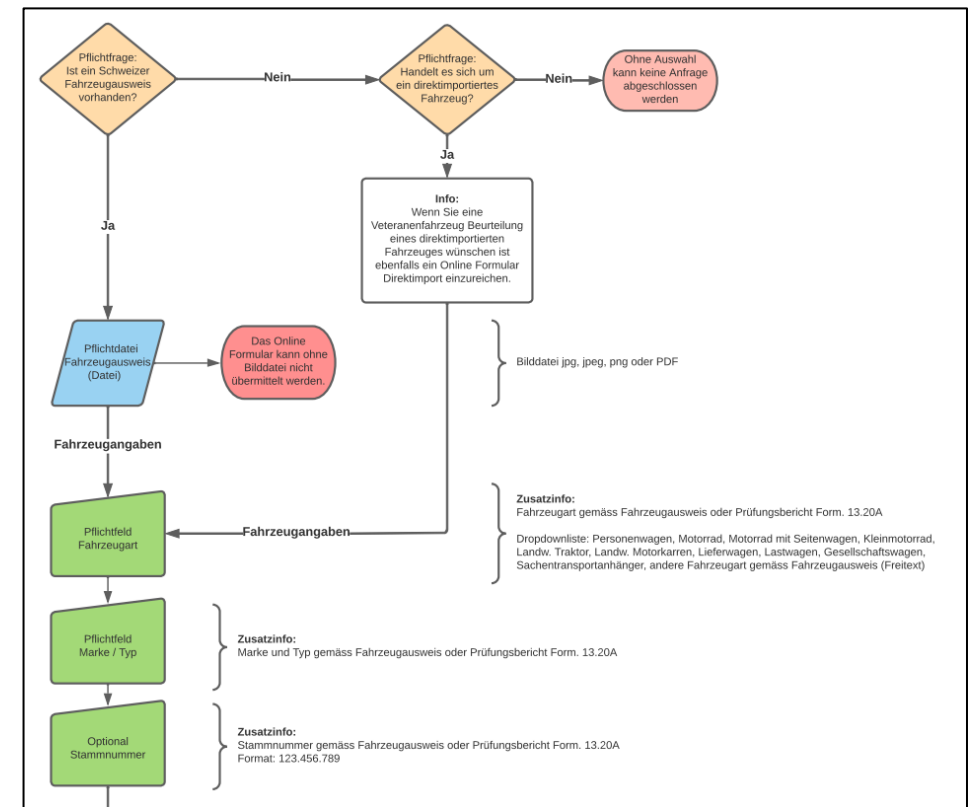 Pflichtfrage:
Ist ein Schweizer
Fahrzeugausweis
vorhanden?
Nein
Pflichtfrage:
Handelt es sich um
ein direktimportiertes
Fahrzeug?
Nein
Ohne Auswahl
kann keine Anfrage
abgeschlossen
werden
Ja
Info:
Wenn Sie eine
Veteranenfahrzeug Beurteilung
eines direktimportierten
Fahrzeuges wünschen ist
ebenfalls ein Online Formular
Direktimport einzureichen.
Ja
Pflichtdatei
Fahrzeugausweis
(Datei)
Das Online
Formular kann ohne
Bilddatei nicht
übermittelt werden.
Bilddatei jpg, jpeg, png oder PDF
Fahrzeugangaben
Pflichtfeld
Fahrzeugart
Fahrzeugangaben
Zusatzinfo:
Fahrzeugart gemäss Fahrzeugausweis oder Prüfungsbericht Form. 13.20A
Dropdownliste: Personenwagen, Motorrad, Motorrad mit Seitenwagen, Kleinmotorrad,
Landw. Traktor, Landw. Motorkarren, Lieferwagen, Lastwagen, Gesellschaftswagen,
Sachentransportanhänger, andere Fahrzeugart gemäss Fahrzeugausweis (Freitext)
Pflichtfeld
Marke / Typ
Zusatzinfo:
Marke und Typ gemäss Fahrzeugausweis oder Prüfungsbericht Form. 13.20A
Optional
Stammnummer
Zusatzinfo:
Stammnummer gemäss Fahrzeugausweis oder Prüfungsbericht Form. 13.20A
Format: 123.456.789